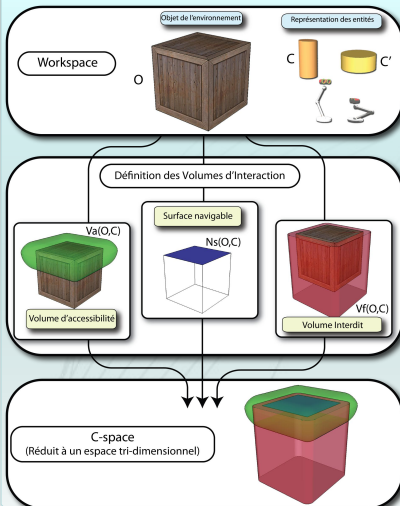 Objet de l'environnement
Représentation des entités
Workspace
O
C
C'
Définition des Volumes d'Interaction
Va(O,C)
Volume d'accessibilité
Surface navigable
Ns(O,C)
Vf(O,C)
Volume Interdit
C-space
(Réduit à un espace tri-dimensionnel)